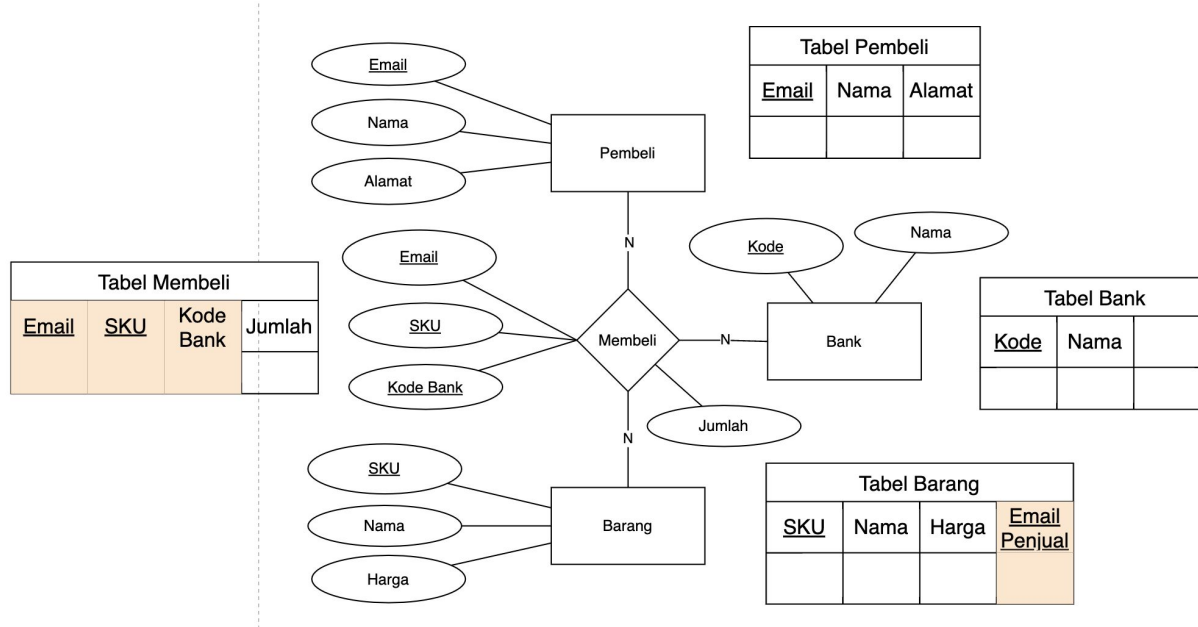 Email
Nama
Alamat
Pembeli
N
Tabel Pembeli
Email Nama Alamat
Tabel Membeli
Email SKU Kode Bank Jumlah
Email
SKU
Kode Bank
Membeli
N
Jumlah
N
Kode
Nama
Bank
Tabel Bank
Kode Nama
SKU
Nama
Harga
Barang
Tabel Barang
SKU Nama Harga Email Penjual